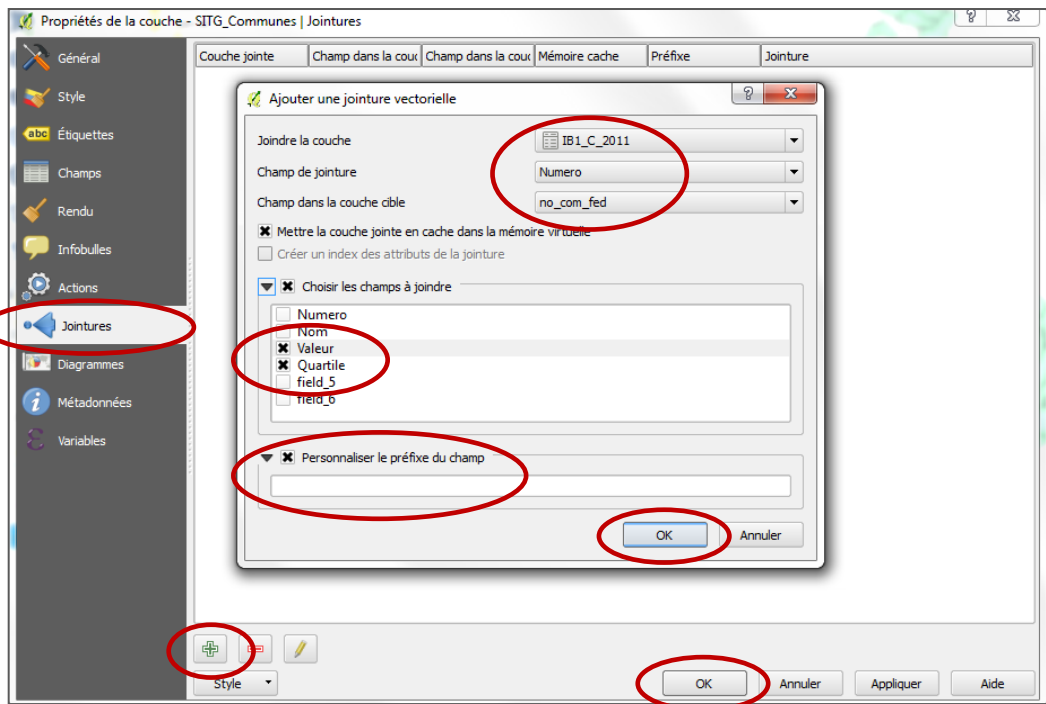 Propriétés de la couche - SITG_Communes | Jointures
Général
Style
abc Étiquettes
Champs
Rendu
Infobulles
Actions
Jointures
Diagrammes
Métadonnées
Variables
Couche jointe Champ dans la couc Champ dans la couc Mémoire cache Préfixe Jointure
Ajouter une jointure vectorielle
Joindre la couche IB1_C_2011
Champ de jointure Numero
Champ dans la couche cible no_com_fed
Mettre la couche jointe en cache dans la mémoire virtuelle
Créer un index des attributs de la jointure
Choisir les champs à joindre
Numero
Nom
Valeur
Quartile
field_5
field_6
Personnaliser le préfixe du champ
OK Annuler
Style OK Annuler Appliquer Aide